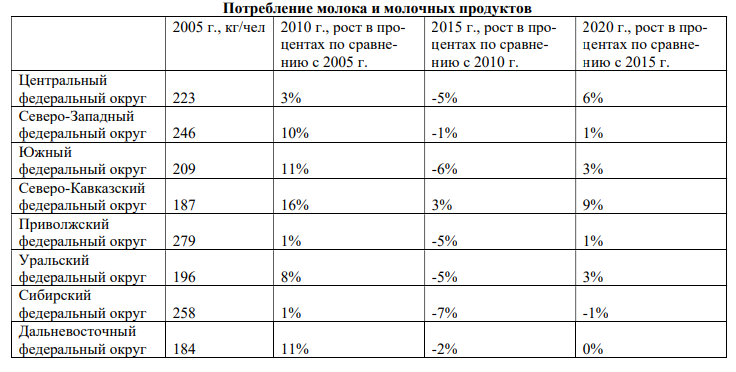 Потребление молока и молочных продуктов
2005 г., кг/чел
2010 г., рост в про-
центах по сравне-
нию с 2005 г.
2015 г., рост в про-
центах по сравне-
нию с 2010 г.
2020 г., рост в про-
центах по сравне-
нию с 2015 г.
Центральный
федеральный округ 223 3% -5% 6%
Северо-Западный
федеральный округ 246 10% -1% 1%
Южный
федеральный округ 209 11% -6% 3%
Северо-Кавказский
федеральный округ 187 16% 3% 9%
Приволжский
федеральный округ 279 1% -5% 1%
Уральский
федеральный округ 196 8% -5% 3%
Сибирский
федеральный округ 258 1% -7% -1%
Дальневосточный
федеральный округ 184 11% -2% 0%